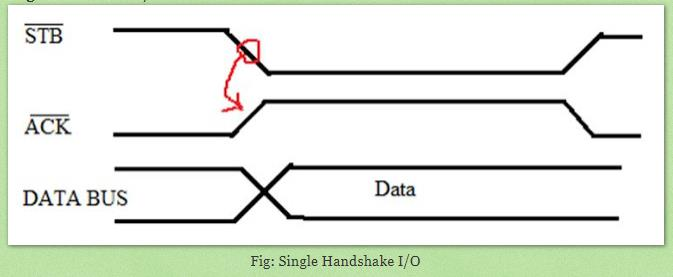 STB
ACK
Data
DATA BUS
Fig: Single Handshake I/O